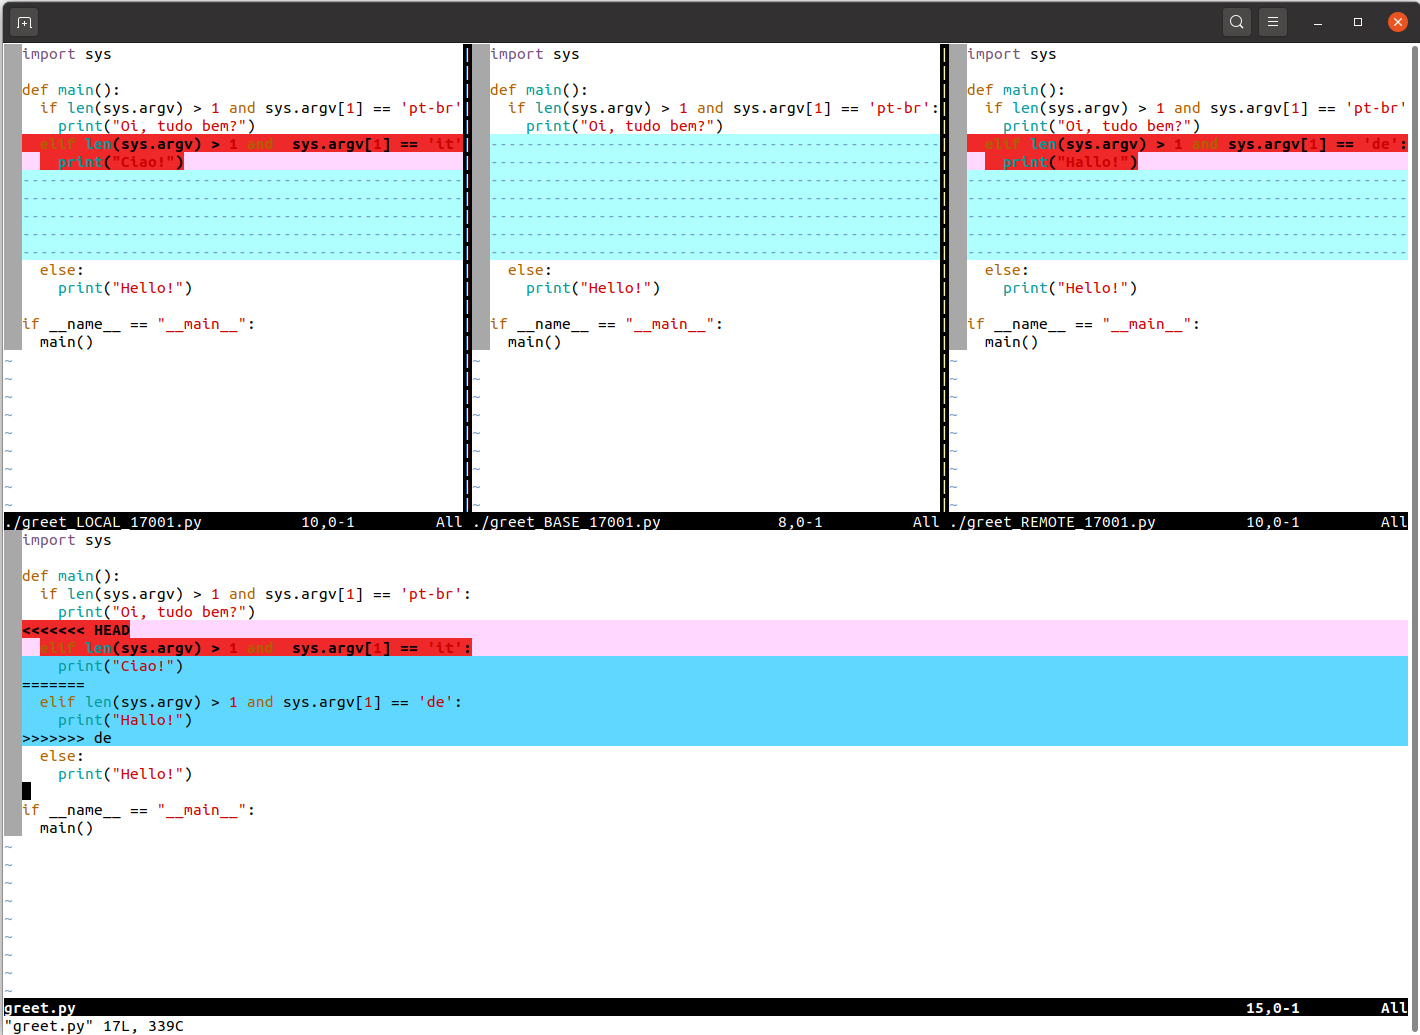 import sys
def main():
  if len(sys.argv) > 1 and sys.argv[1] == 'pt-br'
    print("Oi, tudo bem?")
  elif len(sys.argv) > 1 and  sys.argv[1] == 'it'
    print("Ciao!")
  else:
    print("Hello!")
if __name__ == "__main__":
  main()
~
~
~
~
~
~
~
~
~
./greet_LOCAL_17001.py 10,0-1 All
import sys
def main():
  if len(sys.argv) > 1 and sys.argv[1] == 'pt-br':
    print("Oi, tudo bem?")
  else:
    print("Hello!")
if __name__ == "__main__":
  main()
~
~
~
~
~
~
~
~
~
./greet_BASE_17001.py 8,0-1 All
import sys
def main():
  if len(sys.argv) > 1 and sys.argv[1] == 'pt-br'
    print("Oi, tudo bem?")
  elif len(sys.argv) > 1 and sys.argv[1] == 'de':
    print("Hallo!")
  else:
    print("Hello!")
if __name__ == "__main__":
  main()
~
~
~
~
~
~
~
~
~
./greet_REMOTE_17001.py 10,0-1 All
import sys
def main():
  if len(sys.argv) > 1 and sys.argv[1] == 'pt-br':
    print("Oi, tudo bem?")
<<<<<<< HEAD
  elif len(sys.argv) > 1 and  sys.argv[1] == 'it':
    print("Ciao!")
=======
  elif len(sys.argv) > 1 and sys.argv[1] == 'de':
    print("Hallo!")
>>>>>>> de
  else:
    print("Hello!")
if __name__ == "__main__":
  main()
~
~
~
~
~
~
~
~
~
greet.py 15,0-1 All
"greet.py" 17L, 339C